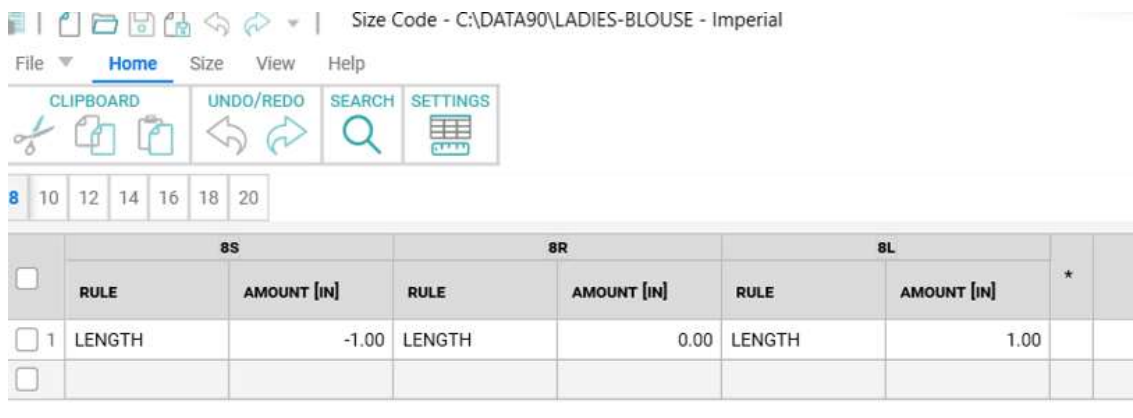 Size Code - C:\DATA90\LADIES-BLOUSE - Imperial
File Home Size View Help
CLIPBOARD UNDO/REDO SEARCH SETTINGS
8 10 12 14 16 18 20
8S 8R 8L
RULE AMOUNT [IN] RULE AMOUNT [IN] RULE AMOUNT [IN] *
1 LENGTH -1.00 LENGTH 0.00 LENGTH 1.00